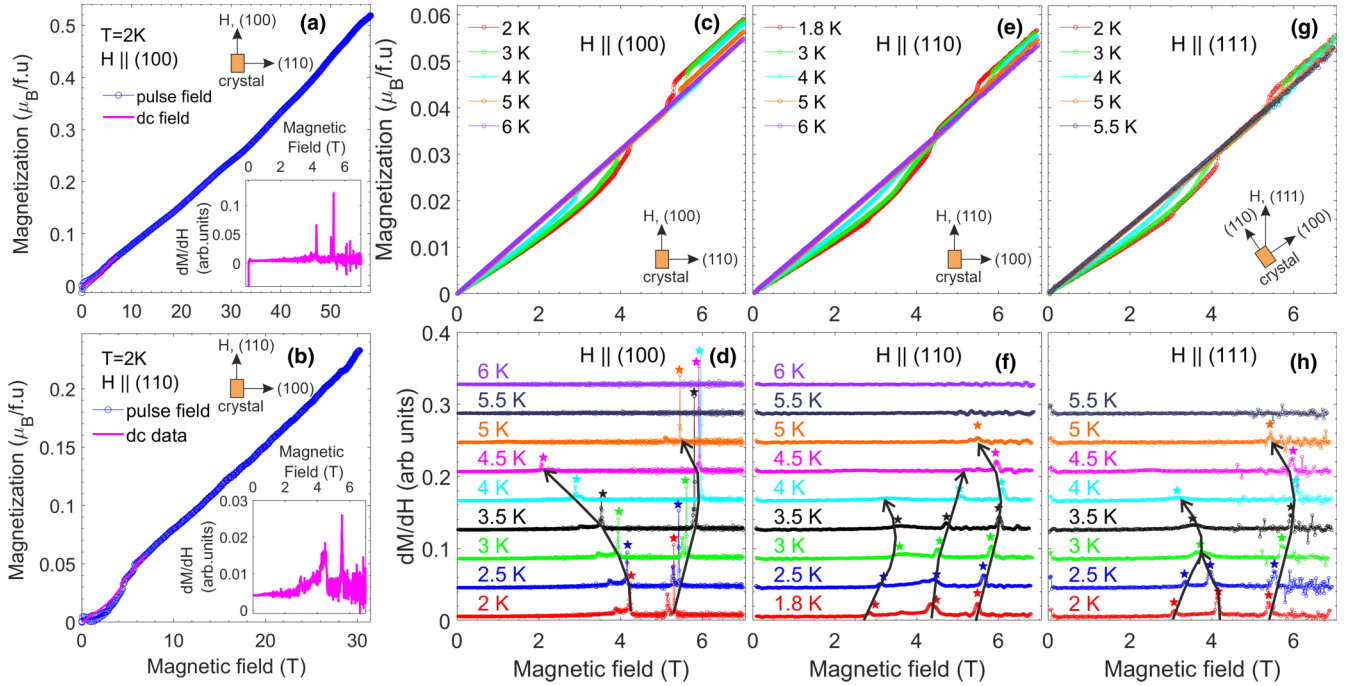 (a)
T=2K
H || (100)
H, (100)
(110)
crystal
pulse field
dc field
Magnetic
Field (T)
0 2 4 6
dM/dH
(arb.units)
0.1
0.05
0
Magnetization (μB/f.u)
0.5
0.4
0.3
0.2
0.1
0
0 10 20 30 40 50
(b)
T=2K
H || (110)
H, (110)
(100)
crystal
pulse field
dc data
Magnetic
Field (T)
0 2 4 6
dM/dH
(arb.units)
0.03
0.02
0.01
0.004
0
Magnetization (μB/f.u)
0.2
0.15
0.1
0.05
0
0 10 20 30
Magnetic field (T)
(c)
H || (100)
2 K
3 K
4 K
5 K
6 K
H, (100)
(110)
crystal
Magnetization (μB/f.u)
0.06
0.05
0.04
0.03
0.02
0.01
0
0 2 4 6
(e)
H || (110)
1.8 K
3 K
4 K
5 K
6 K
H, (110)
(100)
crystal
0 2 4 6
(g)
H || (111)
2 K
3 K
4 K
5 K
5.5 K
H, (111)
(110)
(100)
crystal
0 2 4 6
(d)
H || (100)
6 K
5.5 K
5 K
4.5 K
4 K
3.5 K
3 K
2.5 K
2 K
dM/dH (arb units)
0.4
0.3
0.2
0.1
0
0 2 4 6
Magnetic field (T)
(f)
H || (110)
6 K
5.5 K
5 K
4.5 K
4 K
3.5 K
3 K
2.5 K
1.8 K
0 2 4 6
Magnetic field (T)
(h)
H || (111)
5.5 K
5 K
4.5 K
4 K
3.5 K
3 K
2.5 K
2 K
0 2 4 6
Magnetic field (T)